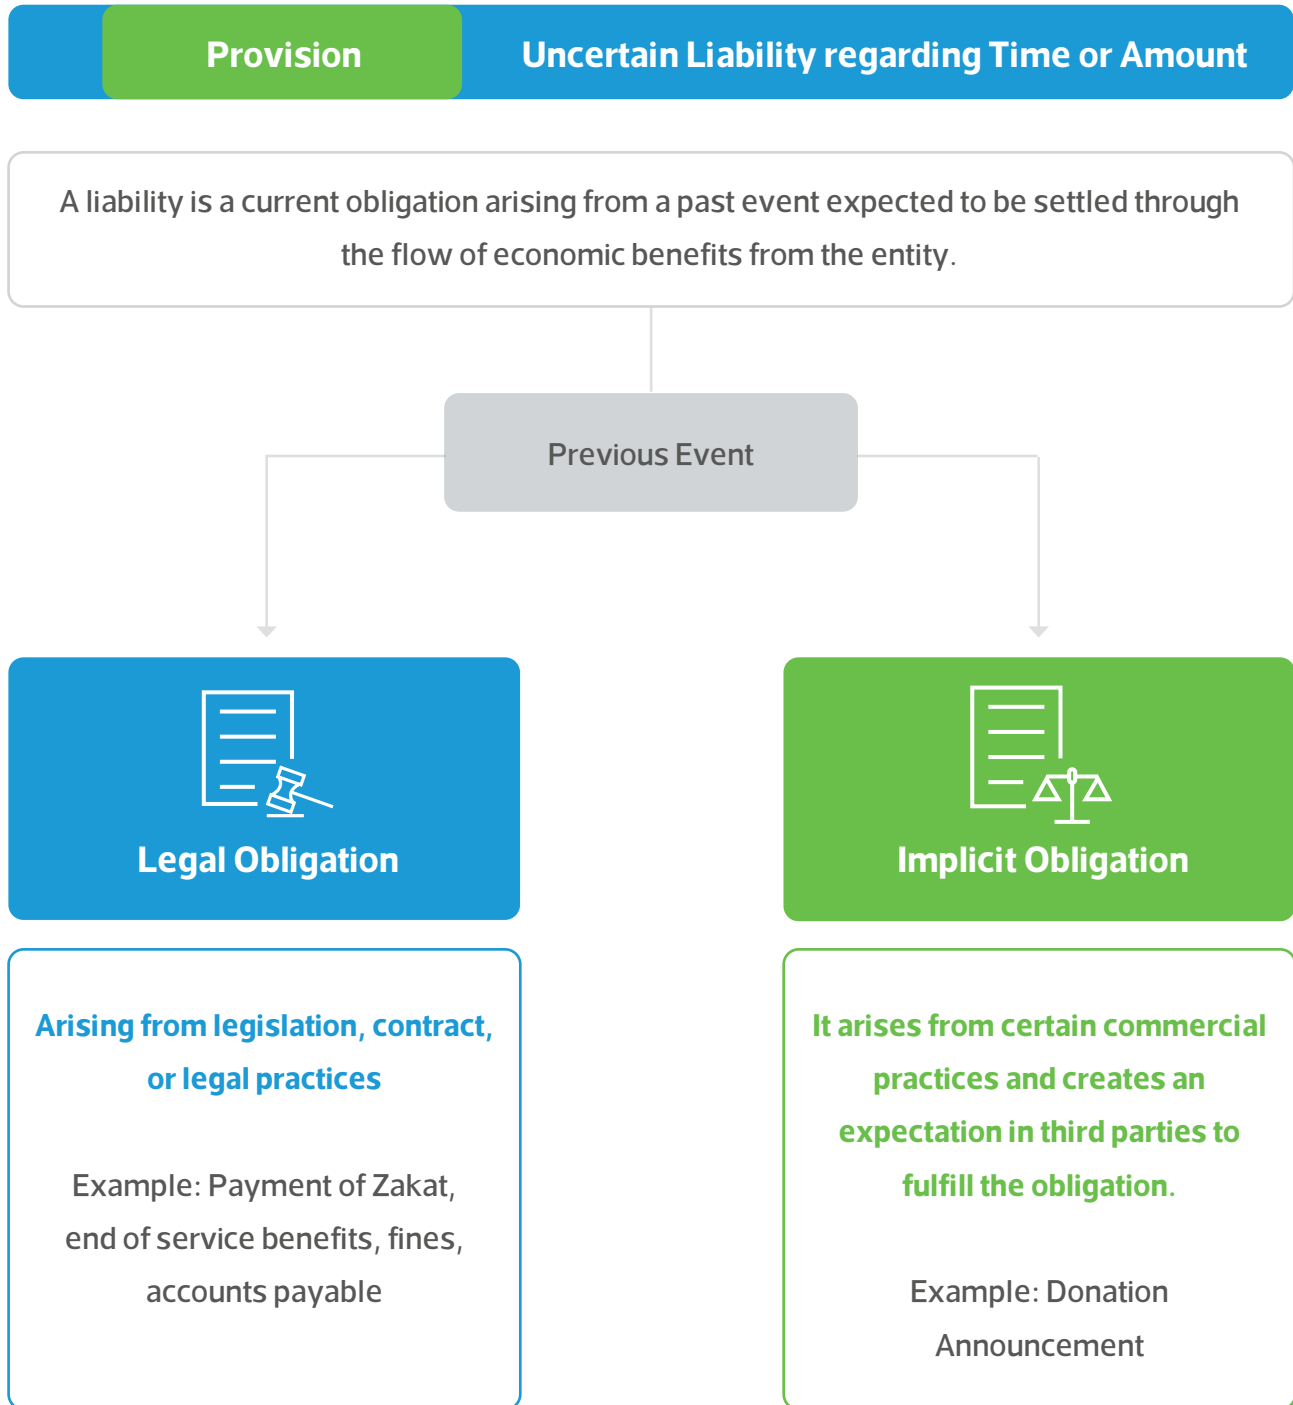 Provision
Uncertain Liability regarding Time or Amount
A liability is a current obligation arising from a past event expected to be settled through
the flow of economic benefits from the entity.
Previous Event
Legal Obligation
Arising from legislation, contract,
or legal practices
Example: Payment of Zakat,
end of service benefits, fines,
accounts payable
Implicit Obligation
It arises from certain commercial
practices and creates an
expectation in third parties to
fulfill the obligation.
Example: Donation
Announcement